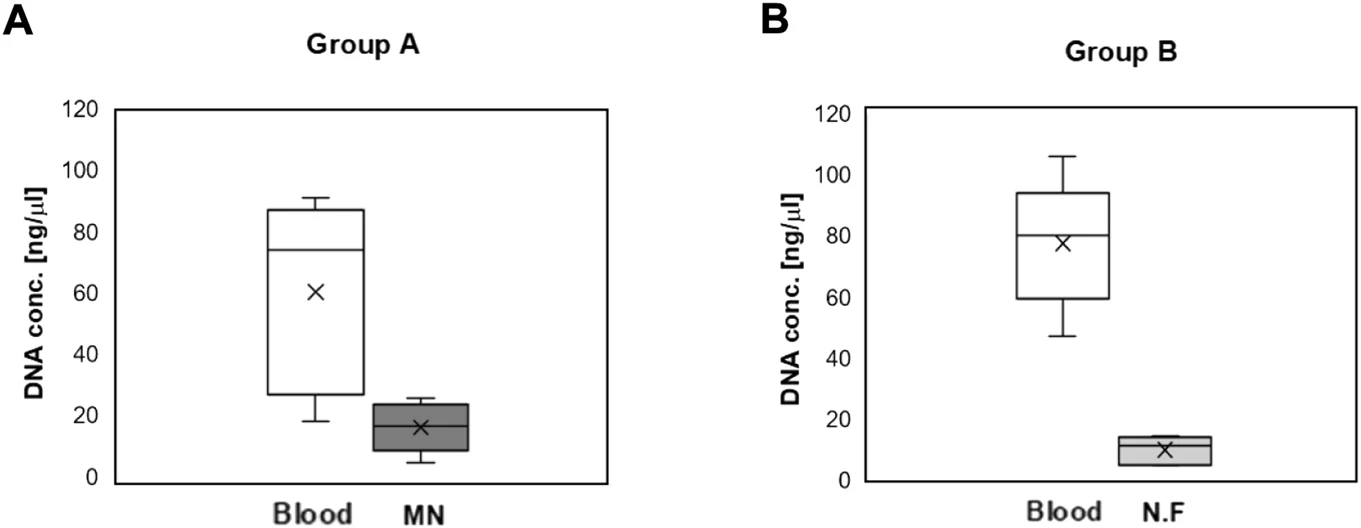 A
Group A
DNA conc. [ng/μl]
120
100
80
60
40
20
0
Blood MN
B
Group B
DNA conc. [ng/μl]
120
100
80
60
40
20
0
Blood N.F